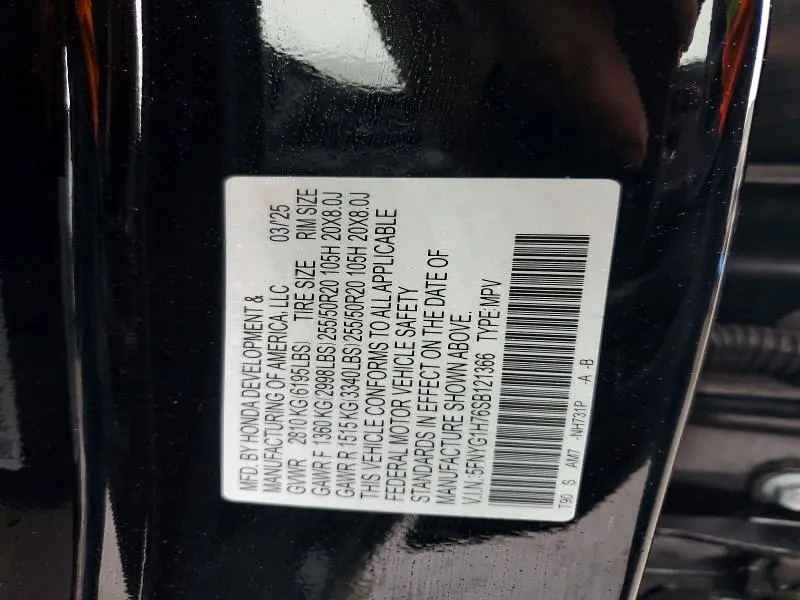 MFD. BY HONDA DEVELOPMENT &
MANUFACTURING OF AMERICA, LLC 03/25
GVWR 2810 KG(6195LBS) TIRE SIZE RIM SIZE
GAWR F 1360 KG(2998LBS)255/50R20 105H 20X8.0J
GAWR R 1515 KG(3340LBS)255/50R20 105H 20X8.0J
THIS VEHICLE CONFORMS TO ALL APPLICABLE
FEDERAL MOTOR VEHICLE SAFETY
STANDARDS IN EFFECT ON THE DATE OF
MANUFACTURE SHOWN ABOVE.
V.I.N.:5FNYG1H76SB121366 TYPE:MPV
T90 S AM7 -NH731P -A -B